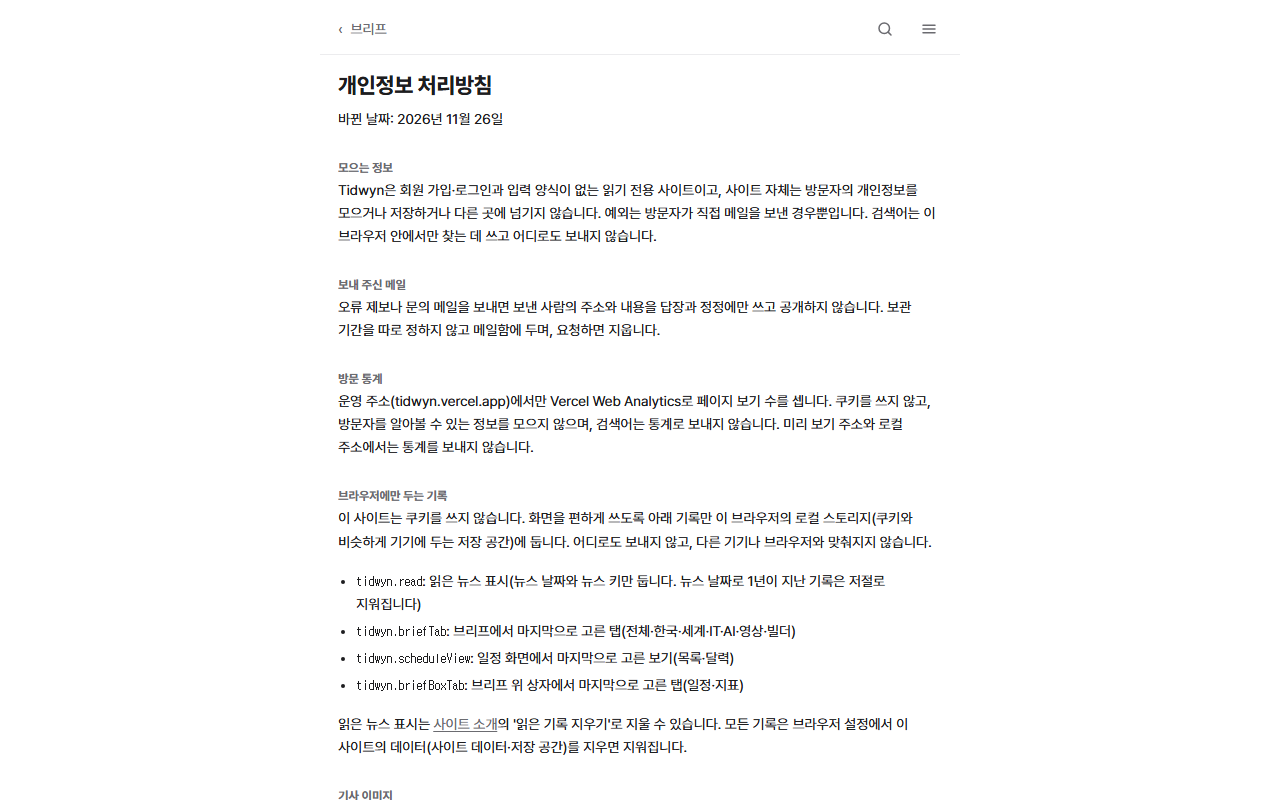 ‹ 브리프
개인정보 처리방침
바뀐 날짜: 2026년 11월 26일
모으는 정보
Tidwyn은 회원 가입·로그인과 입력 양식이 없는 읽기 전용 사이트이고, 사이트 자체는 방문자의 개인정보를
모으거나 저장하거나 다른 곳에 넘기지 않습니다. 예외는 방문자가 직접 메일을 보낸 경우뿐입니다. 검색어는 이
브라우저 안에서만 찾는 데 쓰고 어디로도 보내지 않습니다.
보내 주신 메일
오류 제보나 문의 메일을 보내면 보낸 사람의 주소와 내용을 답장과 정정에만 쓰고 공개하지 않습니다. 보관
기간을 따로 정하지 않고 메일함에 두며, 요청하면 지웁니다.
방문 통계
운영 주소(tidwyn.vercel.app)에서만 Vercel Web Analytics로 페이지 보기 수를 셉니다. 쿠키를 쓰지 않고,
방문자를 알아볼 수 있는 정보를 모으지 않으며, 검색어는 통계로 보내지 않습니다. 미리 보기 주소와 로컬
주소에서는 통계를 보내지 않습니다.
브라우저에만 두는 기록
이 사이트는 쿠키를 쓰지 않습니다. 화면을 편하게 쓰도록 아래 기록만 이 브라우저의 로컬 스토리지(쿠키와
비슷하게 기기에 두는 저장 공간)에 둡니다. 어디로도 보내지 않고, 다른 기기나 브라우저와 맞춰지지 않습니다.
• tidwyn.read: 읽은 뉴스 표시(뉴스 날짜와 뉴스 키만 둡니다. 뉴스 날짜로 1년이 지난 기록은 저절로
지워집니다)
• tidwyn.briefTab: 브리프에서 마지막으로 고른 탭(전체·한국·세계·IT·AI·영상·빌더)
• tidwyn.scheduleView: 일정 화면에서 마지막으로 고른 보기(목록·달력)
• tidwyn.briefBoxTab: 브리프 위 상자에서 마지막으로 고른 탭(일정·지표)
읽은 뉴스 표시는 사이트 소개의 '읽은 기록 지우기'로 지울 수 있습니다. 모든 기록은 브라우저 설정에서 이
사이트의 데이터(사이트 데이터·저장 공간)를 지우면 지워집니다.
기사 이미지